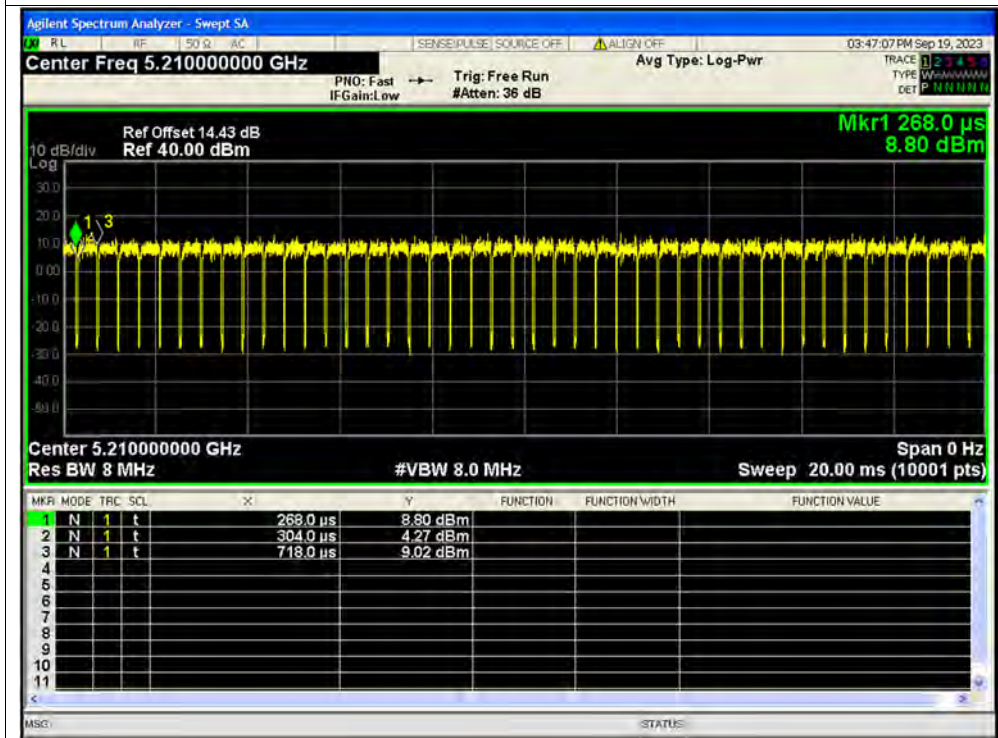 Agilent Spectrum Analyzer - Swept SA
RL RF 50 Ω AC SENSE:PULSE SOURCE OFF ALIGN OFF 03:47:07 PM Sep 19, 2023
Center Freq 5.210000000 GHz Avg Type: Log-Pwr TRACE 1 2 3 4 5 6
PNO: Fast Trig: Free Run TYPE
IFGain:Low #Atten: 36 dB DET P N N N N N
Mkr1 268.0 µs
Ref Offset 14.43 dB
10 dB/div Ref 40.00 dBm 8.80 dBm
Log
30.0
20.0
1 3
10.0
0.00
-10.0
-20.0
-30.0
-40.0
-50.0
Center 5.210000000 GHz Span 0 Hz
Res BW 8 MHz #VBW 8.0 MHz Sweep 20.00 ms (10001 pts)
MKR MODE TRC SCL X Y FUNCTION FUNCTION WIDTH FUNCTION VALUE
1 N 1 t 268.0 µs 8.80 dBm
2 N 1 t 304.0 µs 4.27 dBm
3 N 1 t 718.0 µs 9.02 dBm
4
5
6
7
8
9
10
11
MSG STATUS